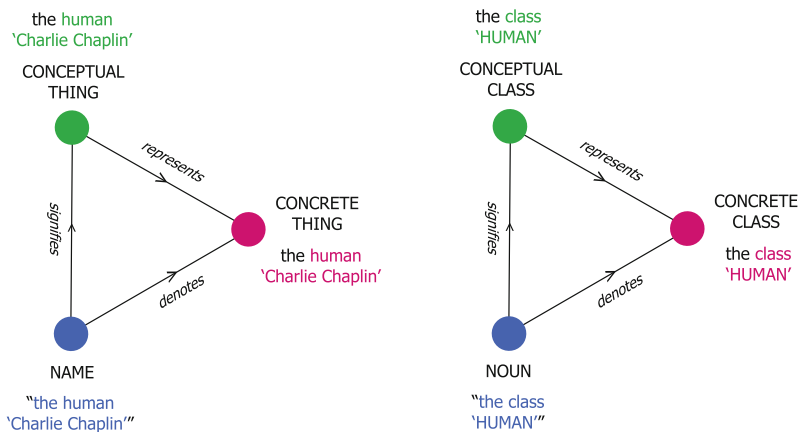 the human
‘Charlie Chaplin’
CONCEPTUAL
THING
represents
signifies
CONCRETE
THING
the human
‘Charlie Chaplin’
denotes
NAME
“the human
‘Charlie Chaplin’”
the class
‘HUMAN’
CONCEPTUAL
CLASS
represents
signifies
CONCRETE
CLASS
the class
‘HUMAN’
denotes
NOUN
“the class
‘HUMAN’”